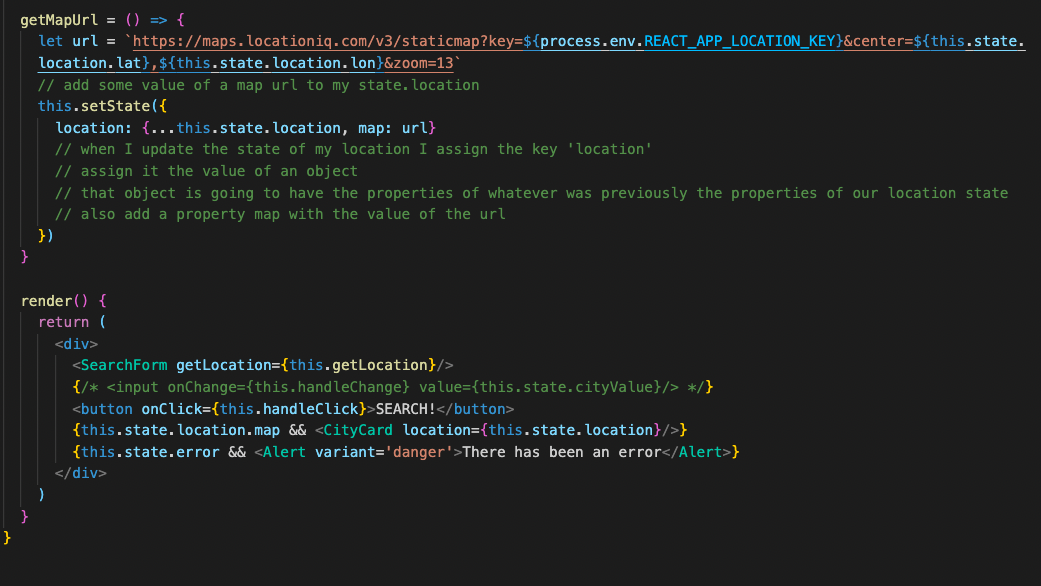 getMapUrl = () => {
let url = `https://maps.locationiq.com/v3/staticmap?key=${process.env.REACT_APP_LOCATION_KEY}&center=${this.state.
location.lat},${this.state.location.lon}&zoom=13`
// add some value of a map url to my state.location
this.setState({
location: {...this.state.location, map: url}
// when I update the state of my location I assign the key 'location'
// assign it the value of an object
// that object is going to have the properties of whatever was previously the properties of our location state
// also add a property map with the value of the url
})
}
render() {
return (
<div>
<SearchForm getLocation={this.getLocation}/>
{/* <input onChange={this.handleChange} value={this.state.cityValue}/> */}
<button onClick={this.handleClick}>SEARCH!</button>
{this.state.location.map && <CityCard location={this.state.location}/>}
{this.state.error && <Alert variant='danger'>There has been an error</Alert>}
</div>
)
}
}